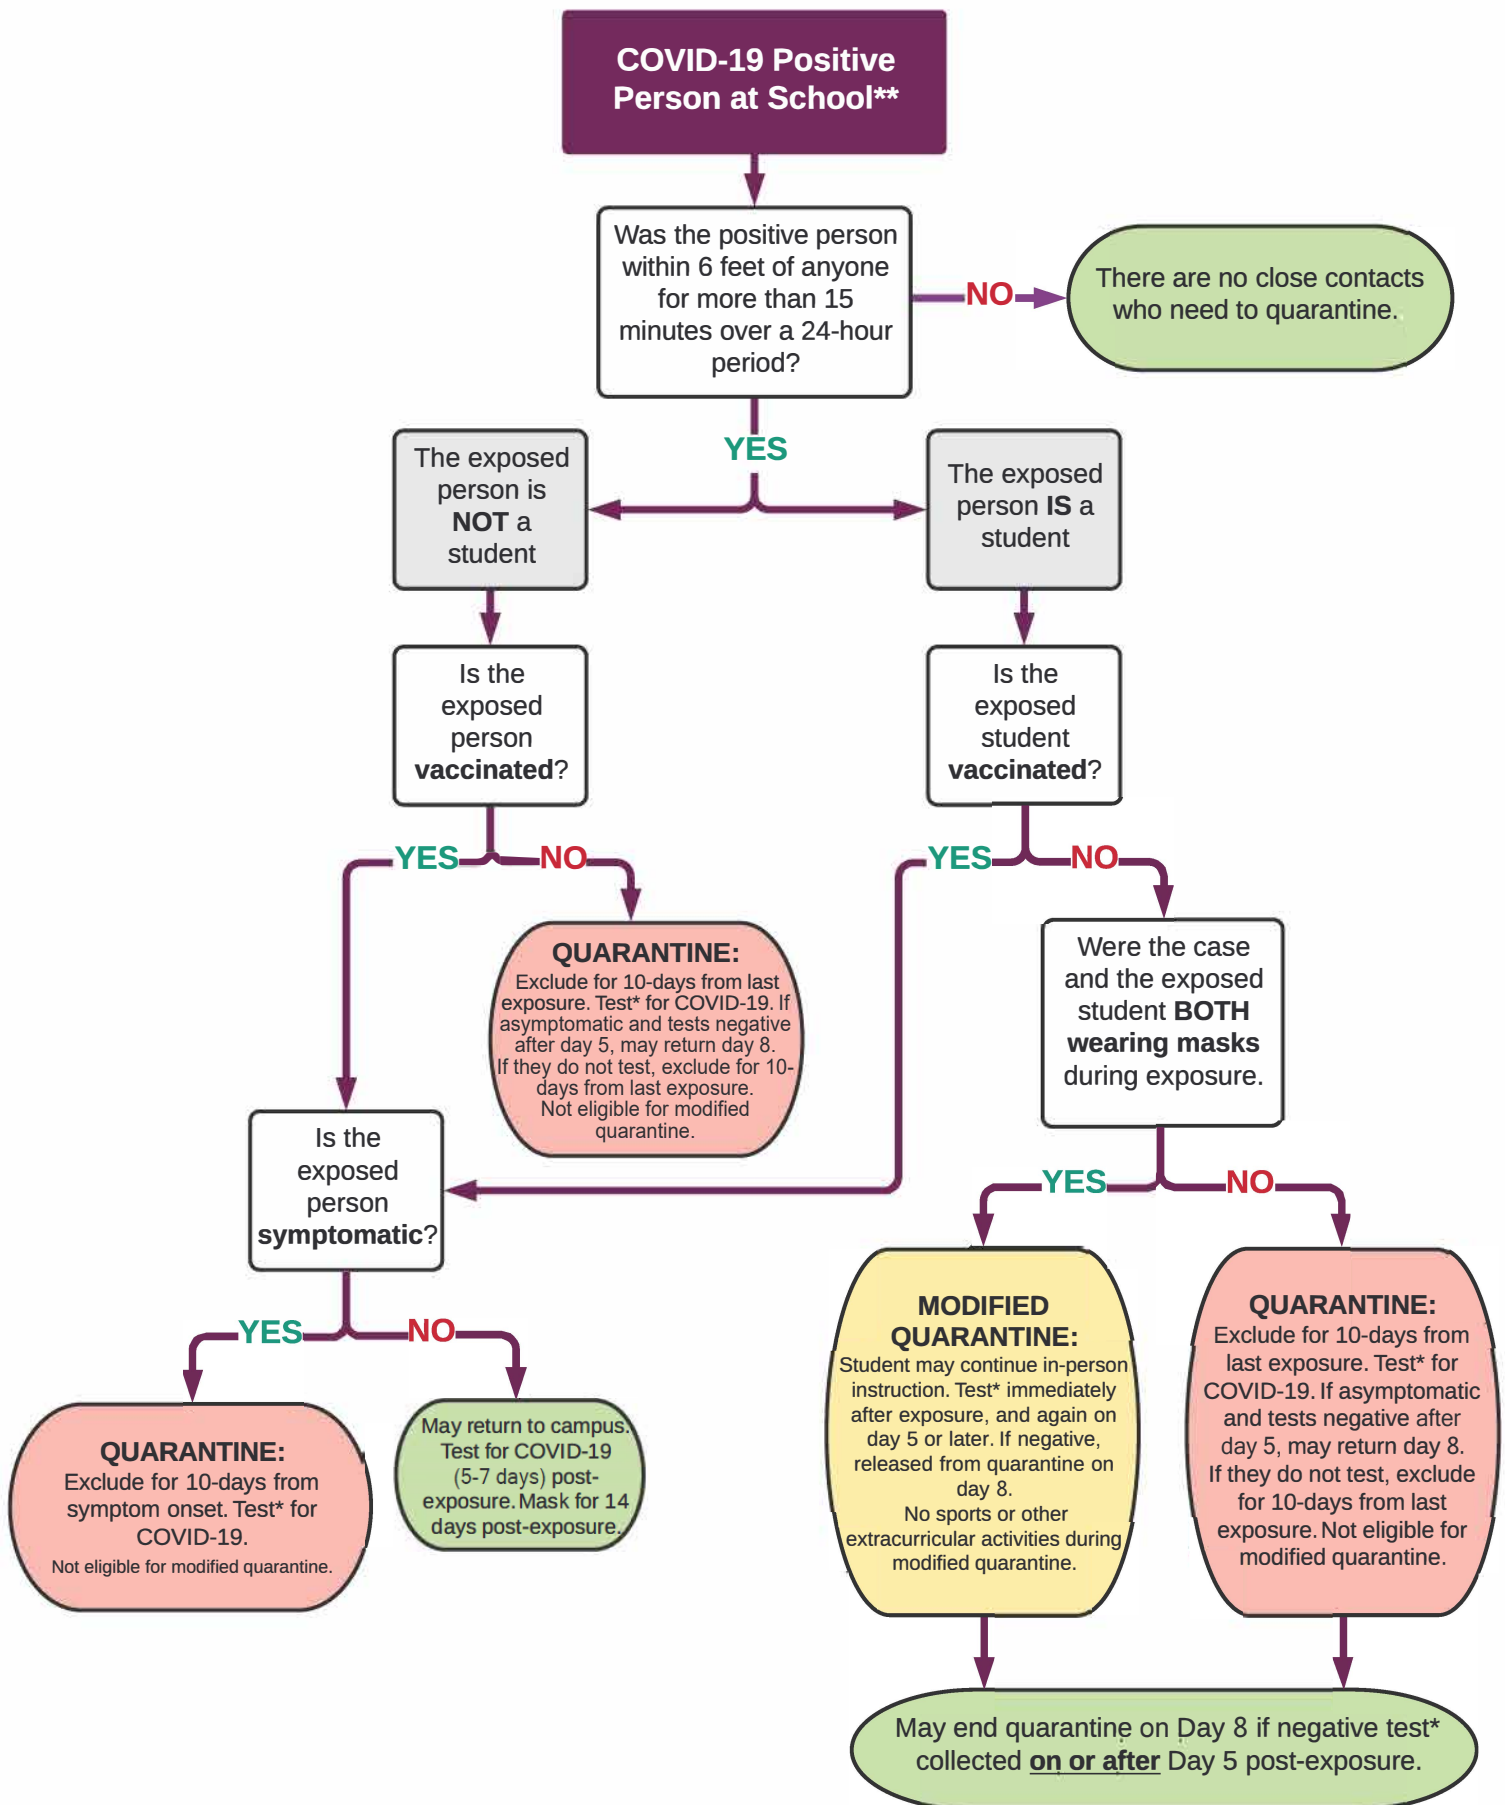 COVID-19 Positive
Person at School**
Was the positive person
within 6 feet of anyone
for more than 15
minutes over a 24-hour
period?
NO
There are no close contacts
who need to quarantine.
YES
The exposed
person is
NOT a
student
The exposed
person IS a
student
Is the
exposed
person
vaccinated?
Is the
exposed
student
vaccinated?
YES
NO
YES
NO
QUARANTINE:
Exclude for 10-days from last
exposure. Test* for COVID-19. If
asymptomatic and tests negative
after day 5, may return day 8.
If they do not test, exclude for 10-
days from last exposure.
Not eligible for modified
quarantine.
Were the case
and the exposed
student BOTH
wearing masks
during exposure.
Is the
exposed
person
symptomatic?
YES
NO
YES
NO
QUARANTINE:
Exclude for 10-days from
symptom onset. Test* for
COVID-19.
Not eligible for modified quarantine.
May return to campus.
Test for COVID-19
(5-7 days) post-
exposure. Mask for 14
days post-exposure.
MODIFIED
QUARANTINE:
Student may continue in-person
instruction. Test* immediately
after exposure, and again on
day 5 or later. If negative,
released from quarantine on
day 8.
No sports or other
extracurricular activities during
modified quarantine.
QUARANTINE:
Exclude for 10-days from
last exposure. Test* for
COVID-19. If asymptomatic
and tests negative after
day 5, may return day 8.
If they do not test, exclude
for 10-days from last
exposure. Not eligible for
modified quarantine.
May end quarantine on Day 8 if negative test*
collected on or after Day 5 post-exposure.